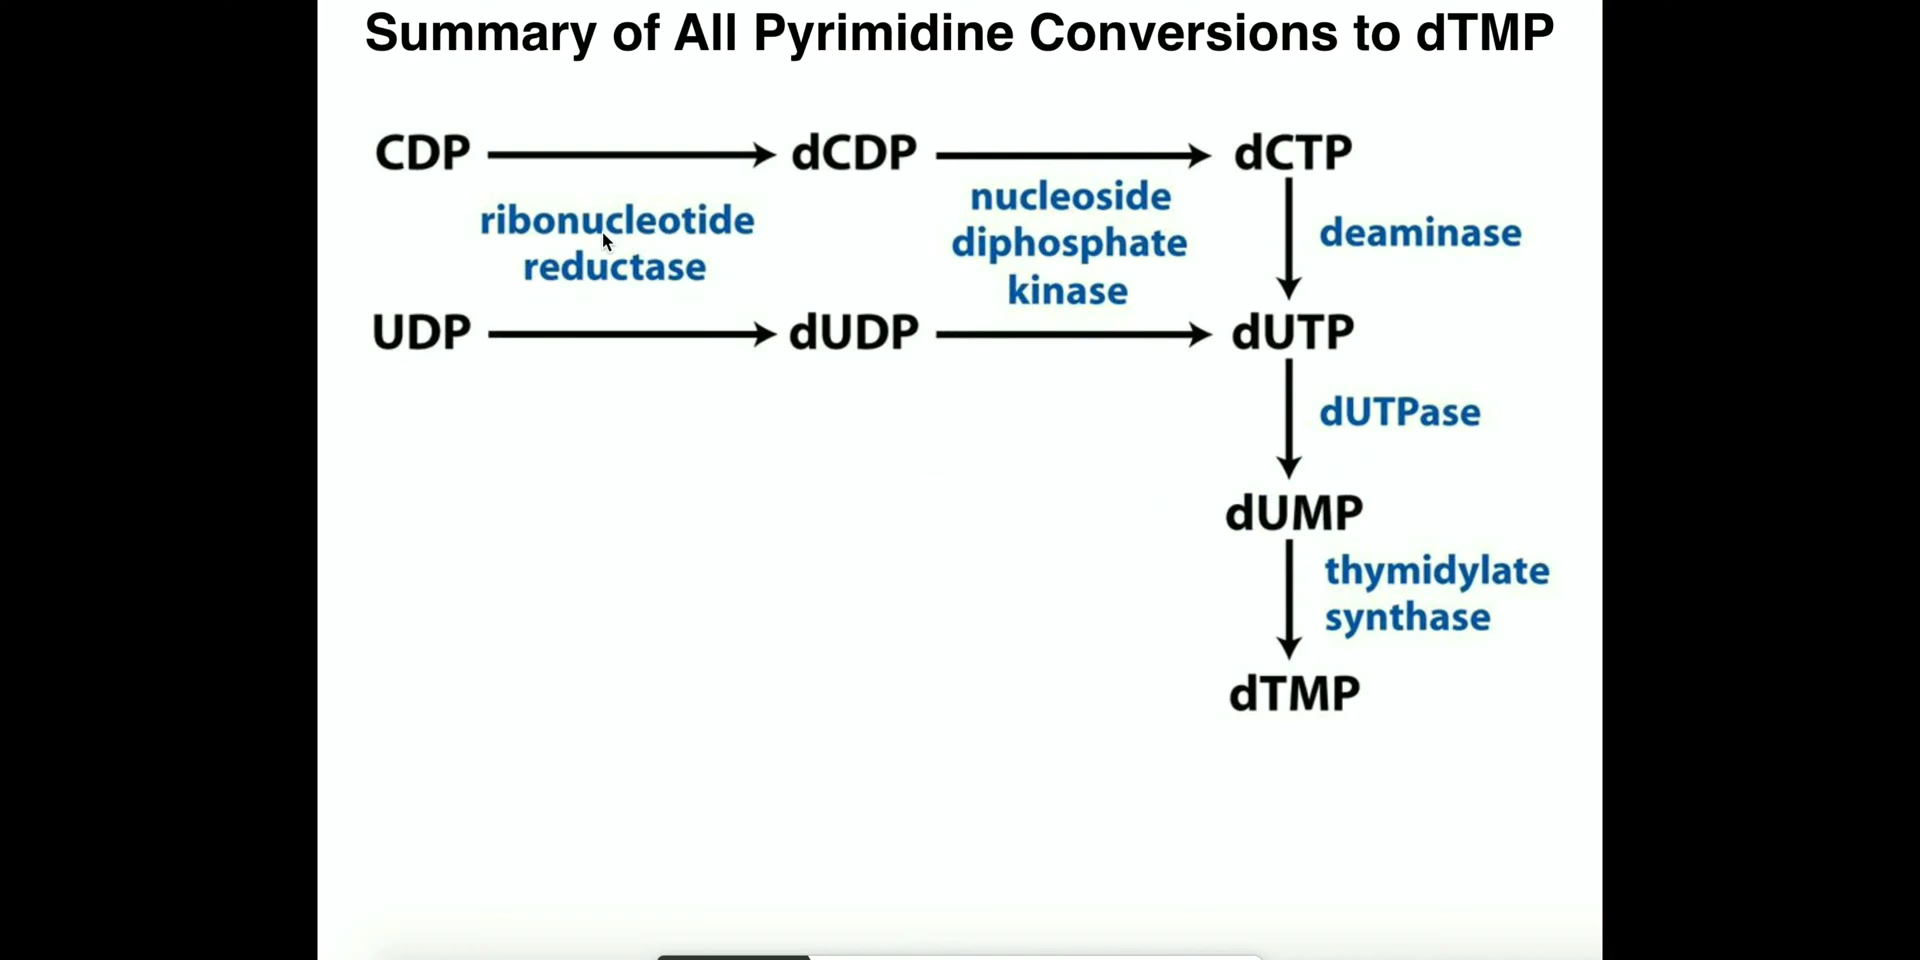 Summary of All Pyrimidine Conversions to dTMP
CDP dCDP dCTP
ribonucleotide
reductase
nucleoside
diphosphate
kinase
deaminase
UDP dUDP dUTP
dUTPase
dUMP
thymidylate
synthase
dTMP